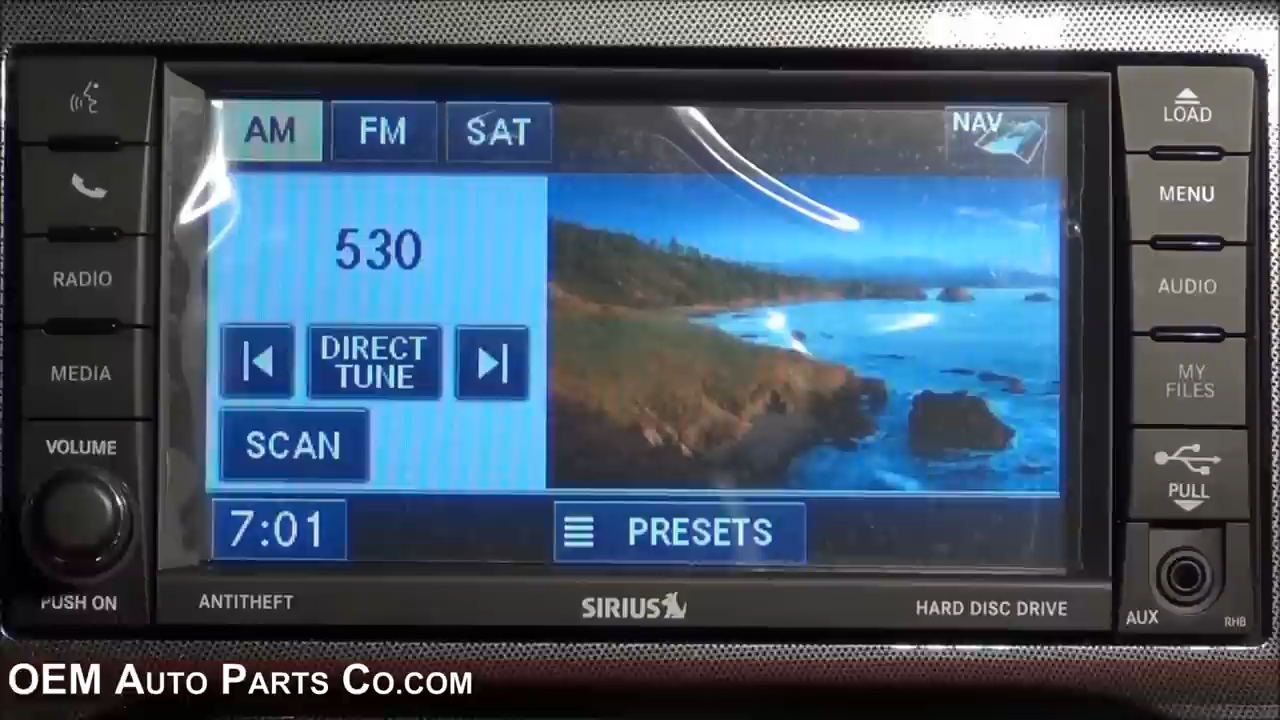 AM FM SAT NAV
530
DIRECT TUNE
SCAN
7:01 PRESETS
RADIO
MEDIA
VOLUME
PUSH ON
LOAD
MENU
AUDIO
MY FILES
PULL
AUX RHB
ANTITHEFT SIRIUS HARD DISC DRIVE
OEM AUTO PARTS CO.COM